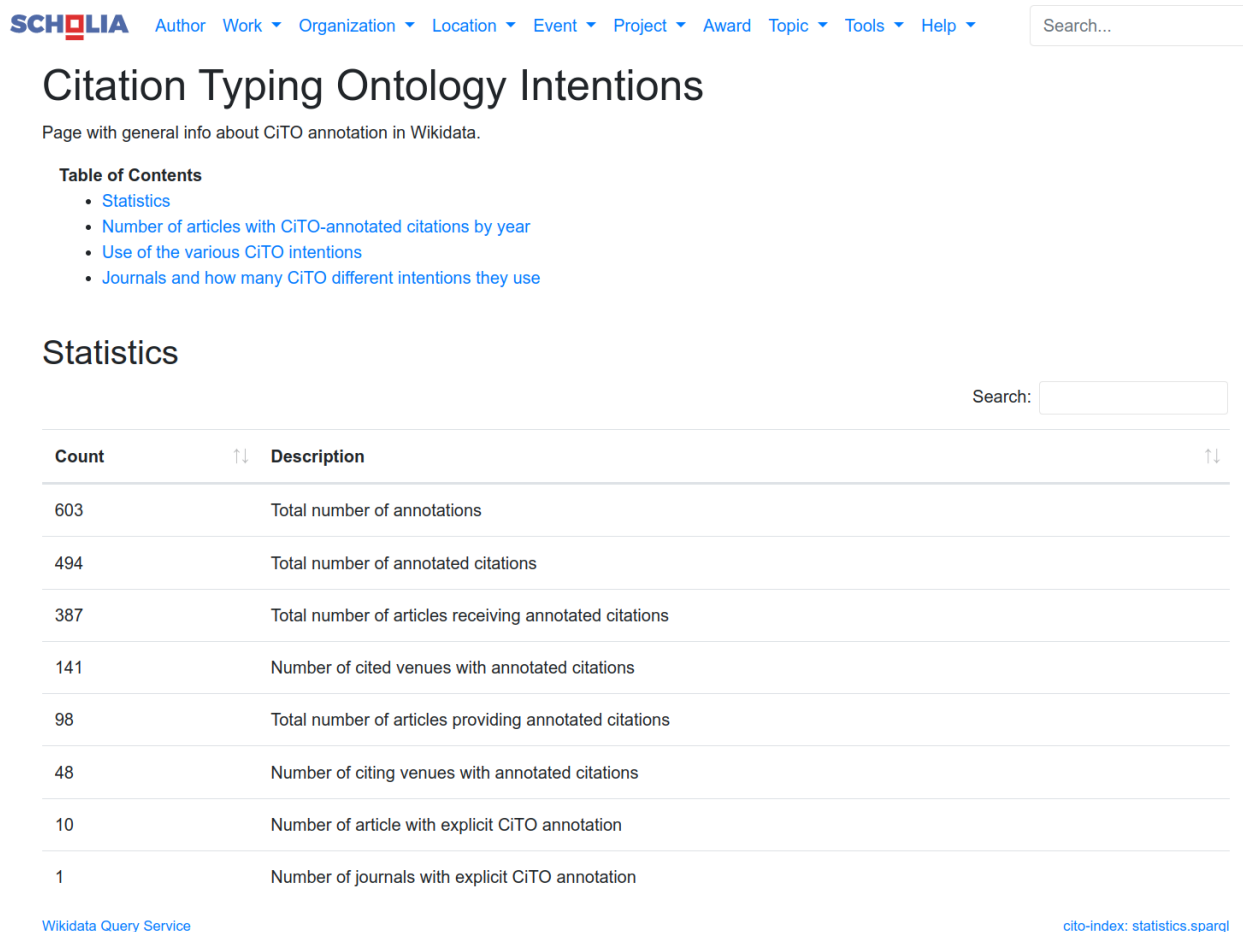 SCHOLIA Author Work Organization Location Event Project Award Topic Tools Help Search...
Citation Typing Ontology Intentions
Page with general info about CiTO annotation in Wikidata.
Table of Contents
Statistics
Number of articles with CiTO-annotated citations by year
Use of the various CiTO intentions
Journals and how many CiTO different intentions they use
Statistics
Search:
Count Description
603 Total number of annotations
494 Total number of annotated citations
387 Total number of articles receiving annotated citations
141 Number of cited venues with annotated citations
98 Total number of articles providing annotated citations
48 Number of citing venues with annotated citations
10 Number of article with explicit CiTO annotation
1 Number of journals with explicit CiTO annotation
Wikidata Query Service cito-index: statistics.sparql